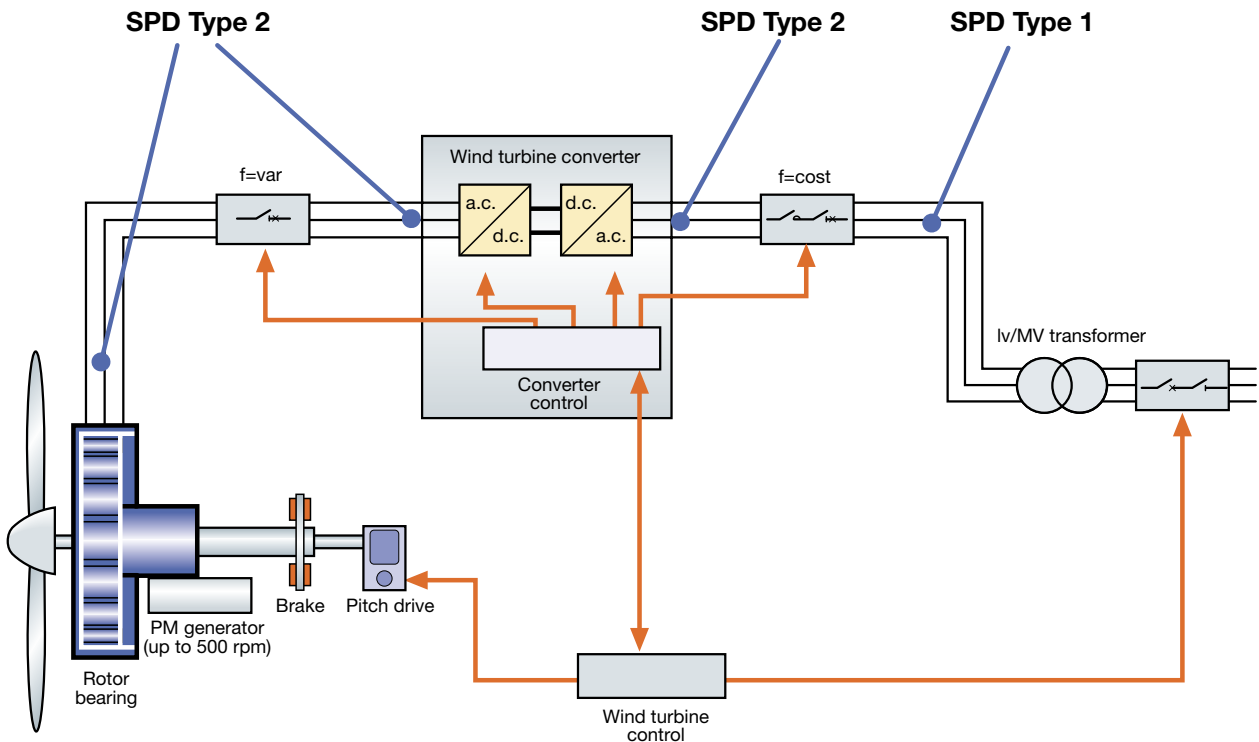 SPD Type 2
SPD Type 2
SPD Type 1
Wind turbine converter
f=var
f=cost
a.c.
d.c.
d.c.
a.c.
Converter
control
lv/MV transformer
Brake
Pitch drive
PM generator
(up to 500 rpm)
Rotor
bearing
Wind turbine
control